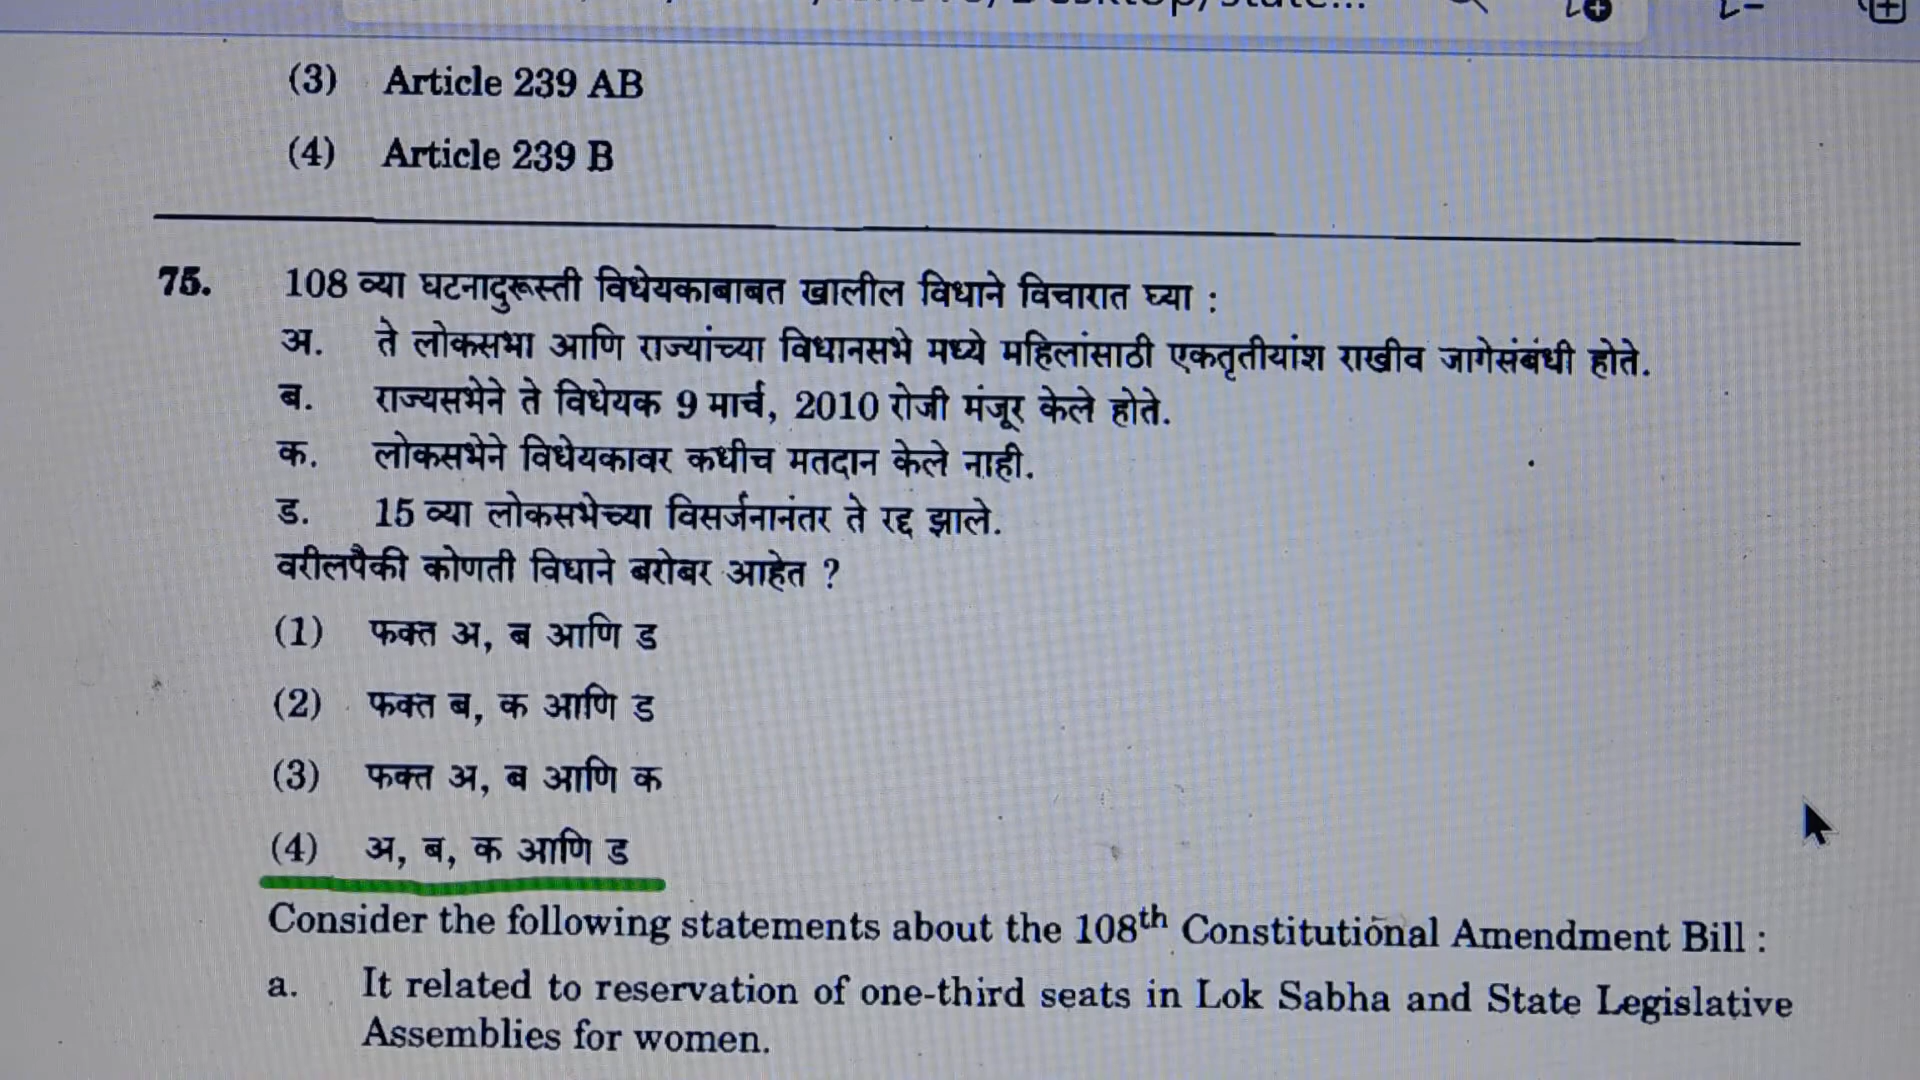 (3) Article 239 AB
(4) Article 239 B
75. 108 व्या घटनादुरूस्ती विधेयकाबाबत खालील विधाने विचारात घ्या :
अ. ते लोकसभा आणि राज्यांच्या विधानसभे मध्ये महिलांसाठी एकतृतीयांश राखीव जागेसंबंधी होते.
ब. राज्यसभेने ते विधेयक 9 मार्च, 2010 रोजी मंजूर केले होते.
क. लोकसभेने विधेयकावर कधीच मतदान केले नाही.
ड. 15 व्या लोकसभेच्या विसर्जनानंतर ते रद्द झाले.
वरीलपैकी कोणती विधाने बरोबर आहेत ?
(1) फक्त अ, ब आणि ड
(2) फक्त ब, क आणि ड
(3) फक्त अ, ब आणि क
(4) अ, ब, क आणि ड
Consider the following statements about the 108th Constitutional Amendment Bill :
a. It related to reservation of one-third seats in Lok Sabha and State Legislative
Assemblies for women.